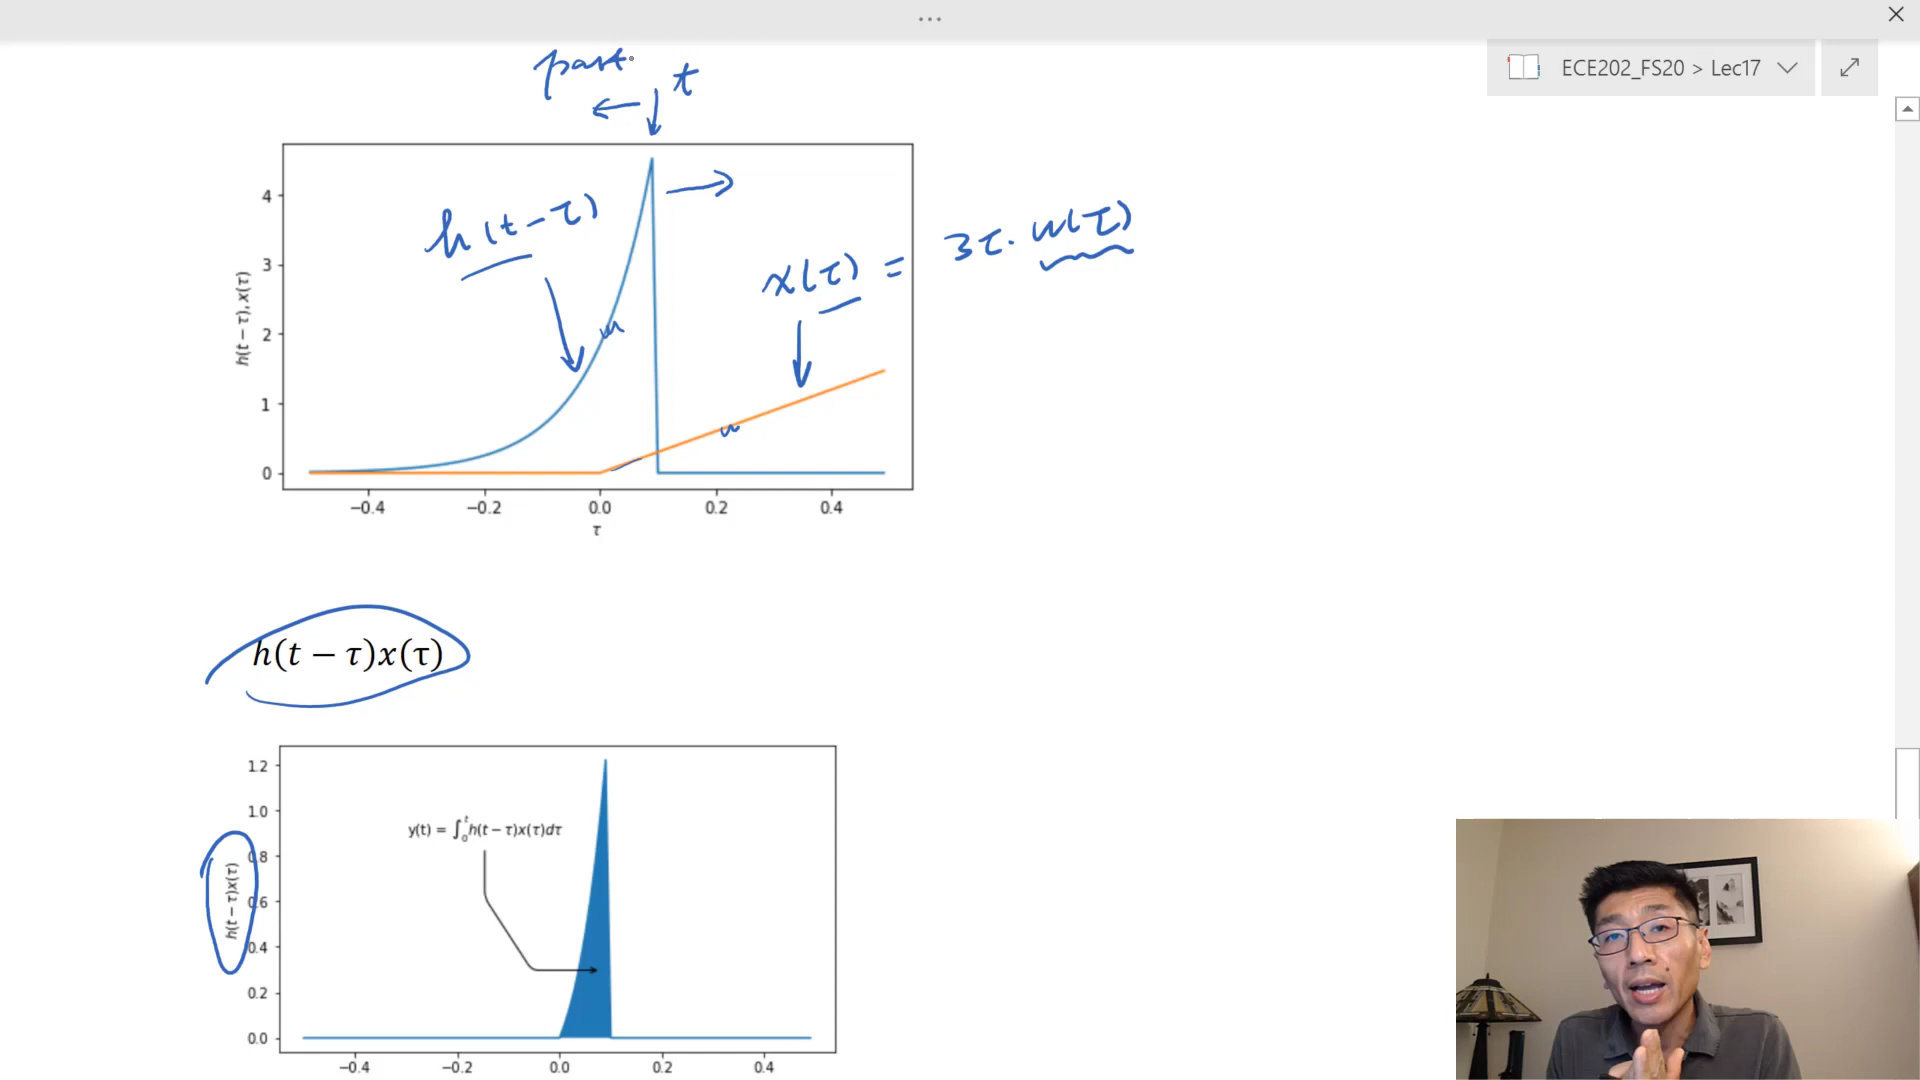 ...
ECE202_FS20 > Lec17
past.
t
h(t-τ)
x(τ) = 3τ. u(τ)
h(t − τ), x(τ)
4
3
2
1
0
−0.4 −0.2 0.0 0.2 0.4
τ
h(t − τ)x(τ)
h(t − τ)x(τ)
1.2
1.0
0.8
0.6
0.4
0.2
0.0
y(t) = ∫₀ᵗh(t − τ)x(τ)dτ
−0.4 −0.2 0.0 0.2 0.4